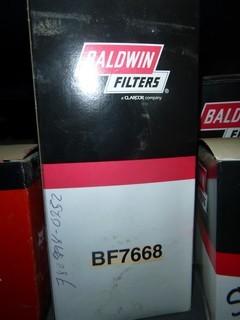 BALDWIN
FILTERS®
a CLARCOR company
BF7668